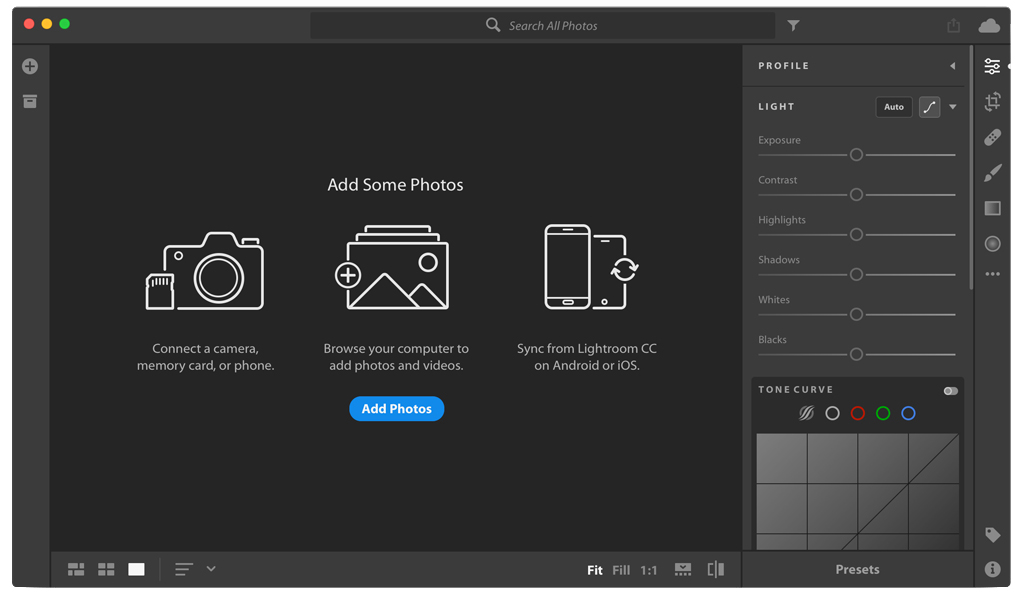 Search All Photos
PROFILE
LIGHT
Auto
Exposure
Contrast
Highlights
Shadows
Whites
Blacks
TONE CURVE
Add Some Photos
Connect a camera,
memory card, or phone.
Browse your computer to
add photos and videos.
Sync from Lightroom CC
on Android or iOS.
Add Photos
Fit Fill 1:1
Presets